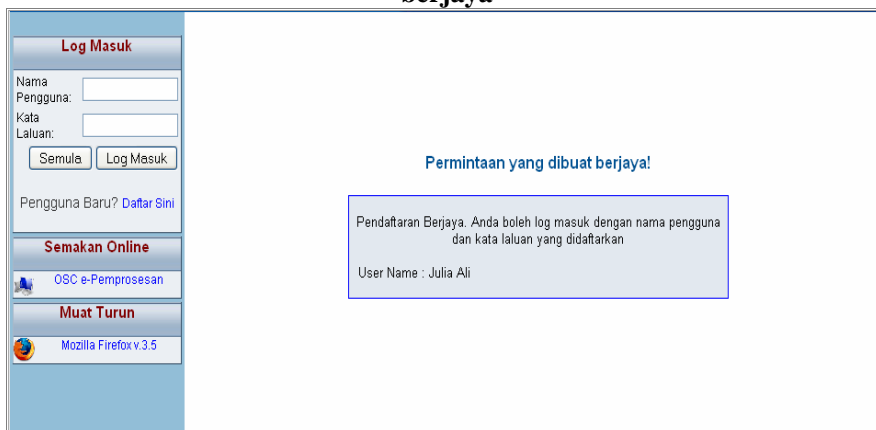 berjaya
Log Masuk
Nama
Pengguna:
Kata
Laluan:
Semula Log Masuk
Pengguna Baru? Daftar Sini
Semakan Online
OSC e-Pemprosesan
Muat Turun
Mozilla Firefox v.3.5
Permintaan yang dibuat berjaya!
Pendaftaran Berjaya. Anda boleh log masuk dengan nama pengguna
dan kata laluan yang didaftarkan
User Name : Julia Ali